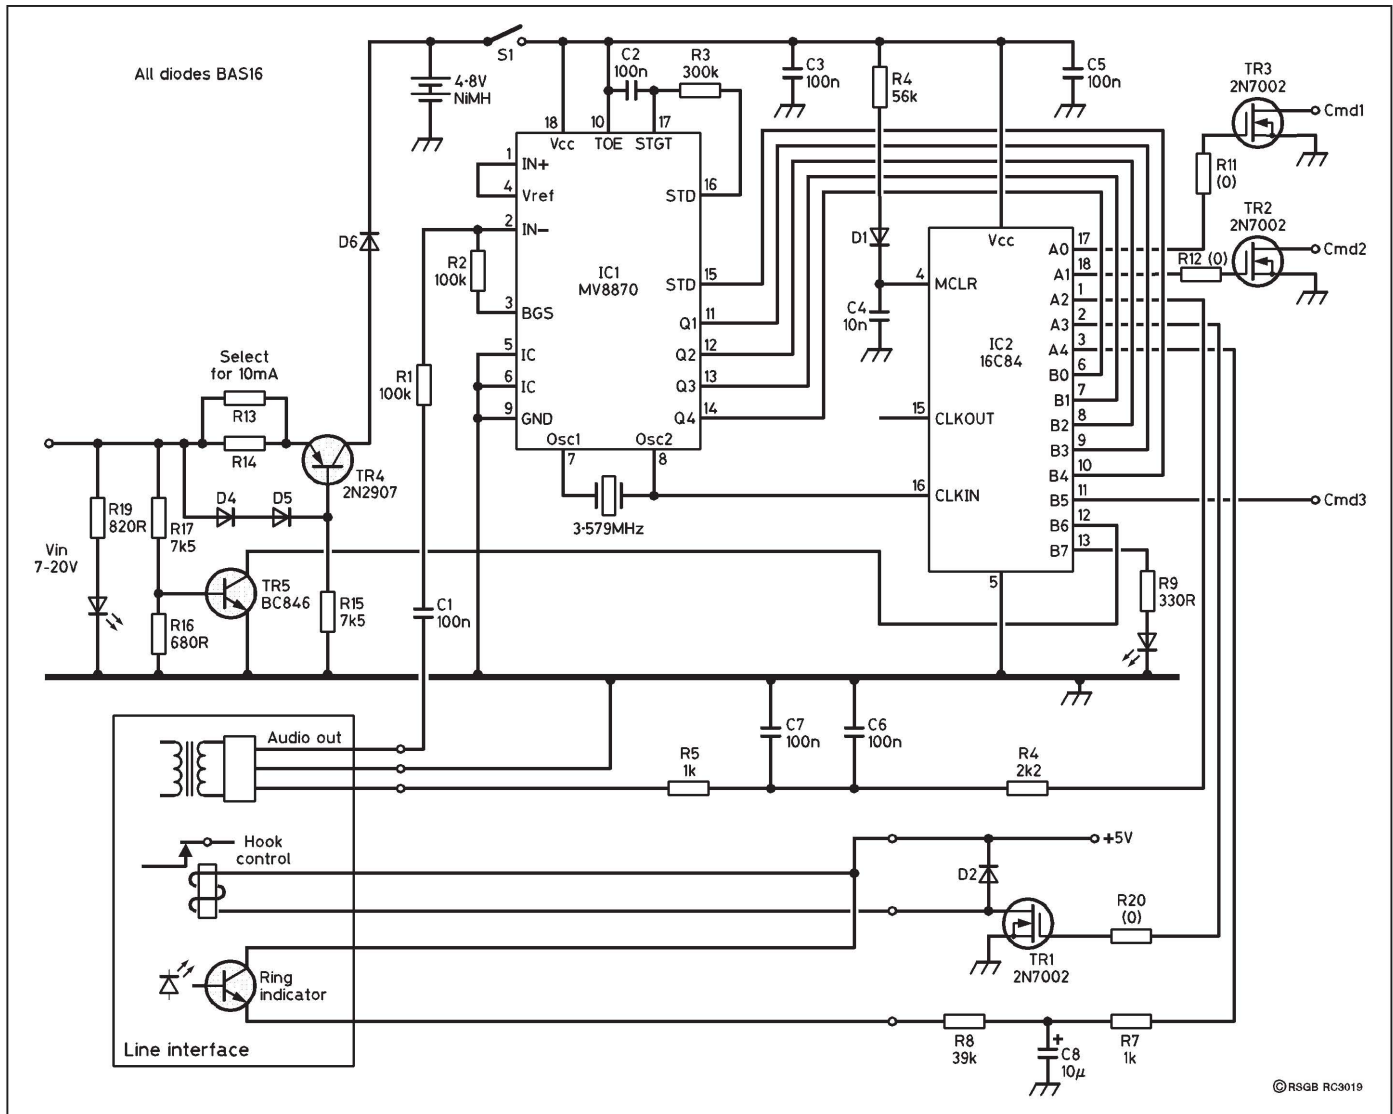 All diodes BAS16
S1
4·8V
NiMH
C2
100n
R3
300k
C3
100n
R4
56k
C5
100n
TR3
2N7002
Cmd1
R11
(0)
TR2
2N7002
Cmd2
R12 (0)
18
10
17
Vcc
TOE
STGT
1
IN+
4
Vref
2
IN-
3
BGS
5
IC
6
IC
9
GND
16
STD
15
STD
11
Q1
12
Q2
13
Q3
14
Q4
IC1
MV8870
Osc1
Osc2
7
8
3·579MHz
D6
R2
100k
R1
100k
C1
100n
D1
C4
10n
Vcc
4
MCLR
IC2
16C84
15
CLKOUT
16
CLKIN
5
17
A0
18
A1
1
A2
2
A3
3
A4
6
B0
7
B1
8
B2
9
B3
10
B4
11
B5
12
B6
13
B7
Cmd3
R9
330R
Select
for 10mA
R13
R14
TR4
2N2907
D4
D5
R19
820R
R17
7k5
Vin
7-20V
TR5
BC846
R16
680R
R15
7k5
Audio out
Hook
control
Ring
indicator
Line interface
C7
100n
C6
100n
R5
1k
R4
2k2
+5V
D2
TR1
2N7002
R20
(0)
R8
39k
+
C8
10µ
R7
1k
©RSGB RC3019